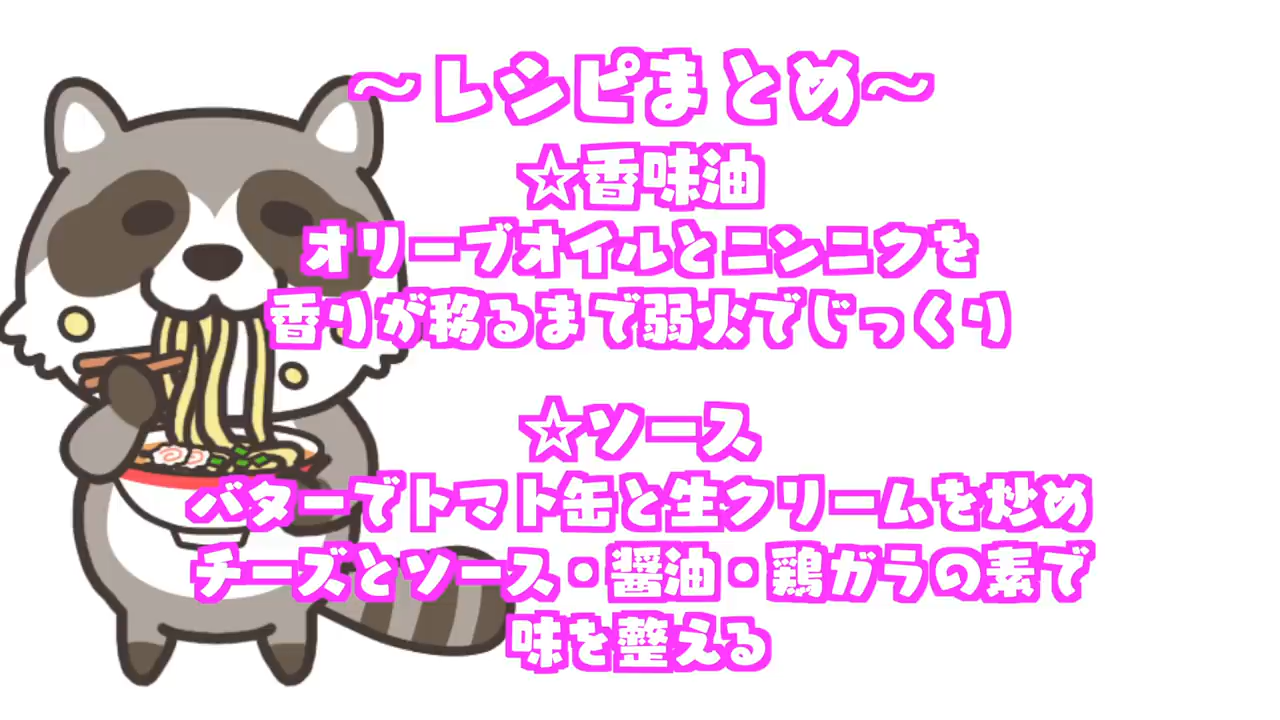 ～レシピまとめ～
☆香味油
オリーブオイルとニンニクを
香りが移るまで弱火でじっくり
☆ソース
バターでトマト缶と生クリームを炒め
チーズとソース・醤油・鶏ガラの素で
味を整える